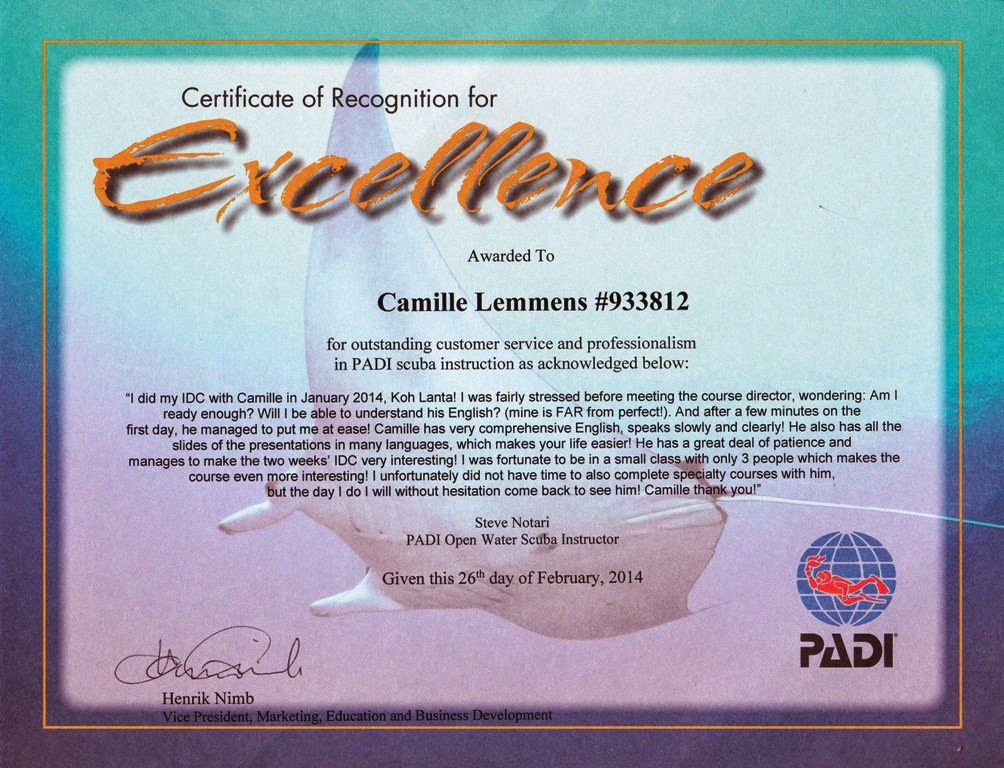 Certificate of Recognition for
Excellence
Awarded To
Camille Lemmens #933812
for outstanding customer service and professionalism
in PADI scuba instruction as acknowledged below:
"I did my IDC with Camille in January 2014, Koh Lanta! I was fairly stressed before meeting the course director, wondering: Am I
ready enough? Will I be able to understand his English? (mine is FAR from perfect!). And after a few minutes on the
first day, he managed to put me at ease! Camille has very comprehensive English, speaks slowly and clearly! He also has all the
slides of the presentations in many languages, which makes your life easier! He has a great deal of patience and
manages to make the two weeks' IDC very interesting! I was fortunate to be in a small class with only 3 people which makes the
course even more interesting! I unfortunately did not have time to also complete specialty courses with him,
but the day I do I will without hesitation come back to see him! Camille thank you!"
Steve Notari
PADI Open Water Scuba Instructor
Given this 26th day of February, 2014
PADI
Henrik Nimb
Vice President, Marketing, Education and Business Development